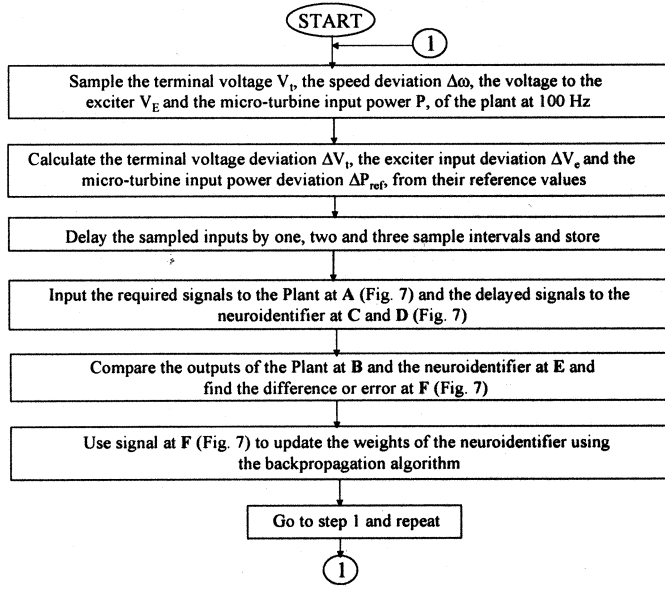 START
1
Sample the terminal voltage Vt, the speed deviation Δω, the voltage to the
exciter VE and the micro-turbine input power P, of the plant at 100 Hz
Calculate the terminal voltage deviation ΔVt, the exciter input deviation ΔVe and the
micro-turbine input power deviation ΔPref, from their reference values
Delay the sampled inputs by one, two and three sample intervals and store
Input the required signals to the Plant at A (Fig. 7) and the delayed signals to the
neuroidentifier at C and D (Fig. 7)
Compare the outputs of the Plant at B and the neuroidentifier at E and
find the difference or error at F (Fig. 7)
Use signal at F (Fig. 7) to update the weights of the neuroidentifier using
the backpropagation algorithm
Go to step 1 and repeat
1